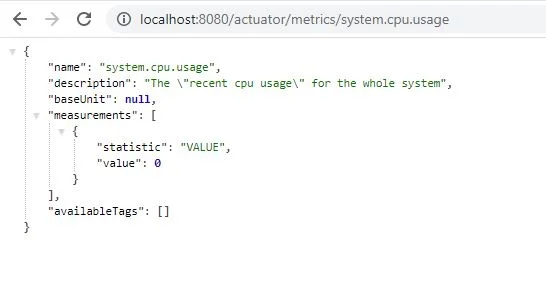 localhost:8080/actuator/metrics/system.cpu.usage
{
"name": "system.cpu.usage",
"description": "The \"recent cpu usage\" for the whole system",
"baseUnit": null,
"measurements": [
{
"statistic": "VALUE",
"value": 0
}
],
"availableTags": []
}